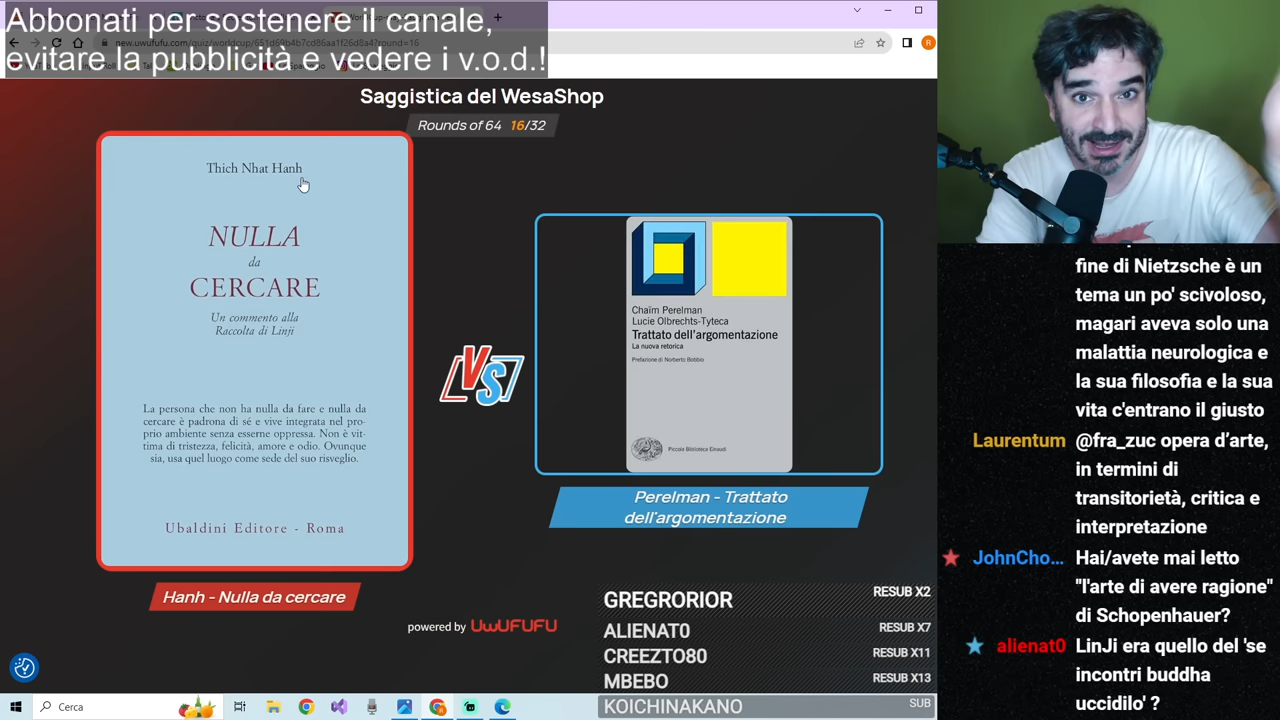 Abbonati per sostenere il canale,
evitare la pubblicità e vedere i v.o.d.!
Saggistica del WesaShop
Rounds of 64 16/32
Thich Nhat Hanh
NULLA
da
CERCARE
Un commento alla
Raccolta di Linji
La persona che non ha nulla da fare e nulla da
cercare è padrona di sé e vive integrata nel pro-
prio ambiente senza esserne oppressa. Non è vit-
tima di tristezza, felicità, amore e odio. Ovunque
sia, usa quel luogo come sede del suo risveglio.
Ubaldini Editore - Roma
Hanh - Nulla da cercare
VS
Chaïm Perelman
Lucie Olbrechts-Tyteca
Trattato dell'argomentazione
La nuova retorica
Prefazione di Norberto Bobbio
Piccola Biblioteca Einaudi
Perelman - Trattato
dell'argomentazione
powered by UWUFUFU
GREGRORIOR RESUB X2
ALIENAT0 RESUB X7
CREEZTO80 RESUB X11
MBEBO RESUB X13
KOICHINAKANO SUB
fine di Nietzsche è un
tema un po' scivoloso,
magari aveva solo una
malattia neurologica e
la sua filosofia e la sua
vita c'entrano il giusto
Laurentum @fra_zuc opera d'arte,
in termini di
transitorietà, critica e
interpretazione
JohnCho... Hai/avete mai letto
"l'arte di avere ragione"
di Schopenhauer?
alienat0 LinJi era quello del 'se
incontri buddha
uccidilo' ?
Cerca